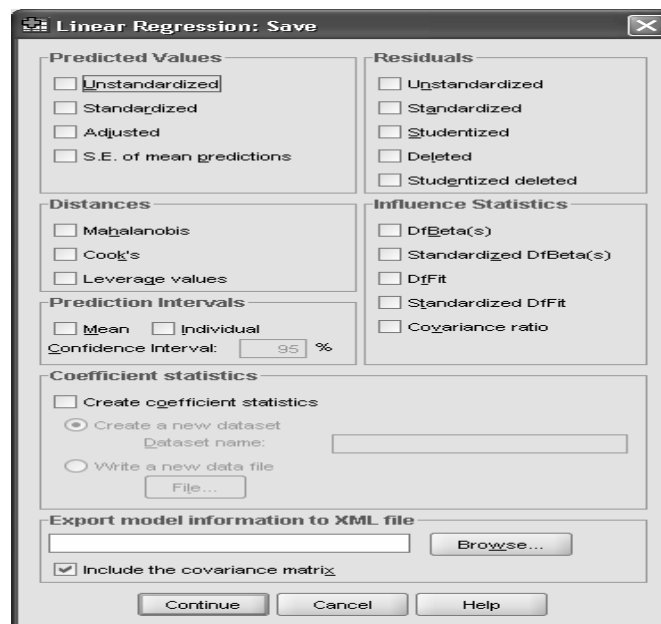 Linear Regression: Save
Predicted Values
Unstandardized
Standardized
Adjusted
S.E. of mean predictions
Residuals
Unstandardized
Standardized
Studentized
Deleted
Studentized deleted
Distances
Mahalanobis
Cook's
Leverage values
Influence Statistics
DfBeta(s)
Standardized DfBeta(s)
DfFit
Standardized DfFit
Covariance ratio
Prediction Intervals
Mean Individual
Confidence Interval: 95 %
Coefficient statistics
Create coefficient statistics
Create a new dataset
Dataset name:
Write a new data file
File...
Export model information to XML file
Browse...
Include the covariance matrix
Continue Cancel Help